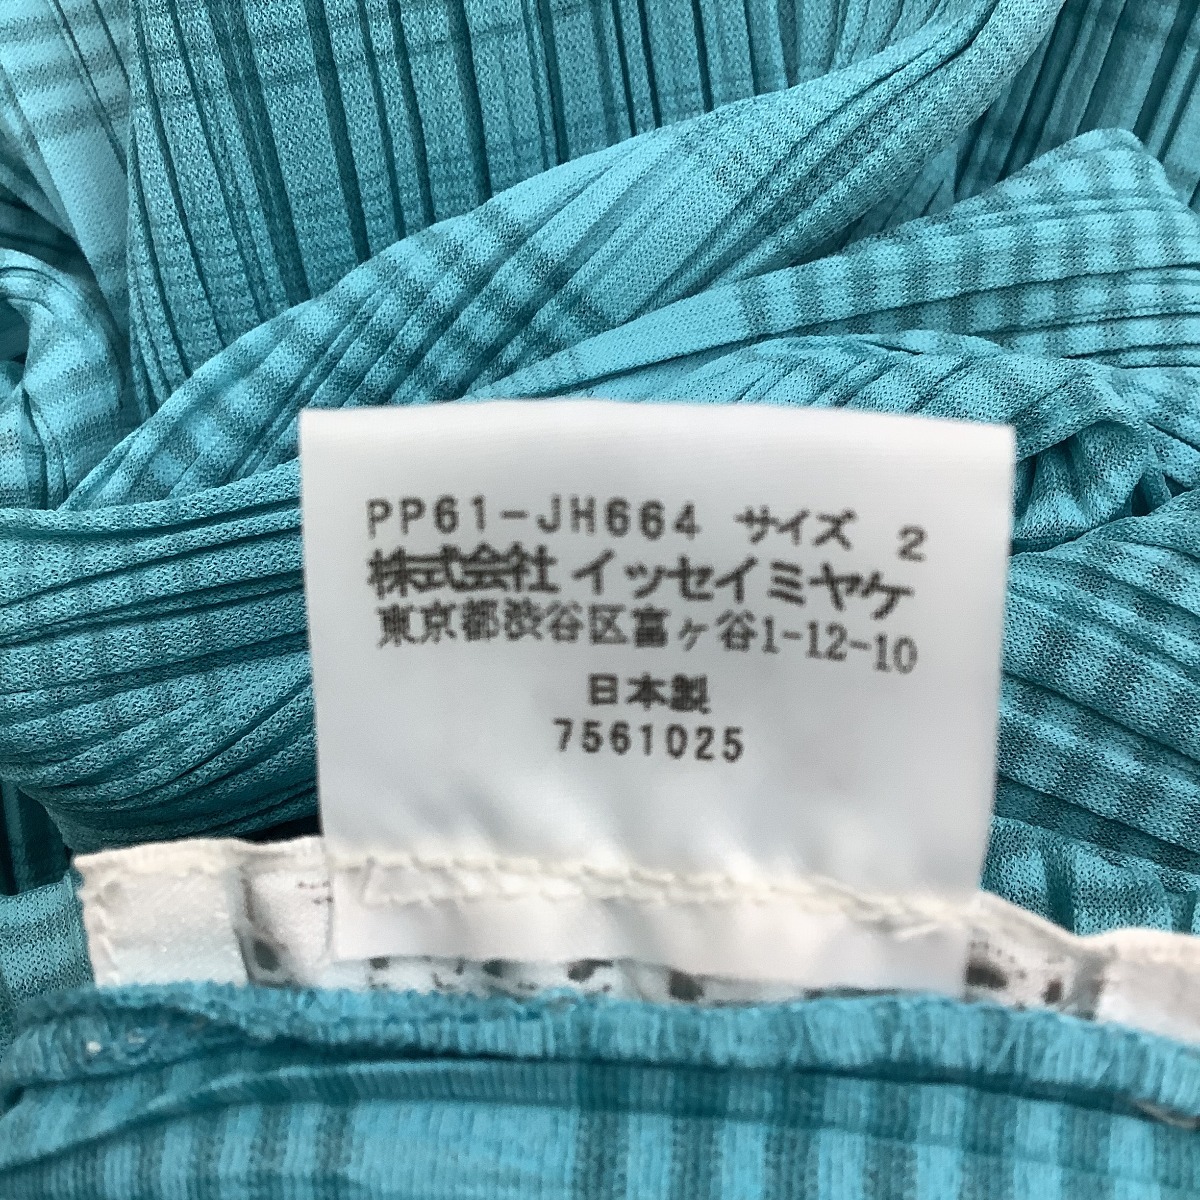 PP61-JH664 サイズ 2
株式会社 イッセイミヤケ
東京都渋谷区富ヶ谷1-12-10
日本製
7561025